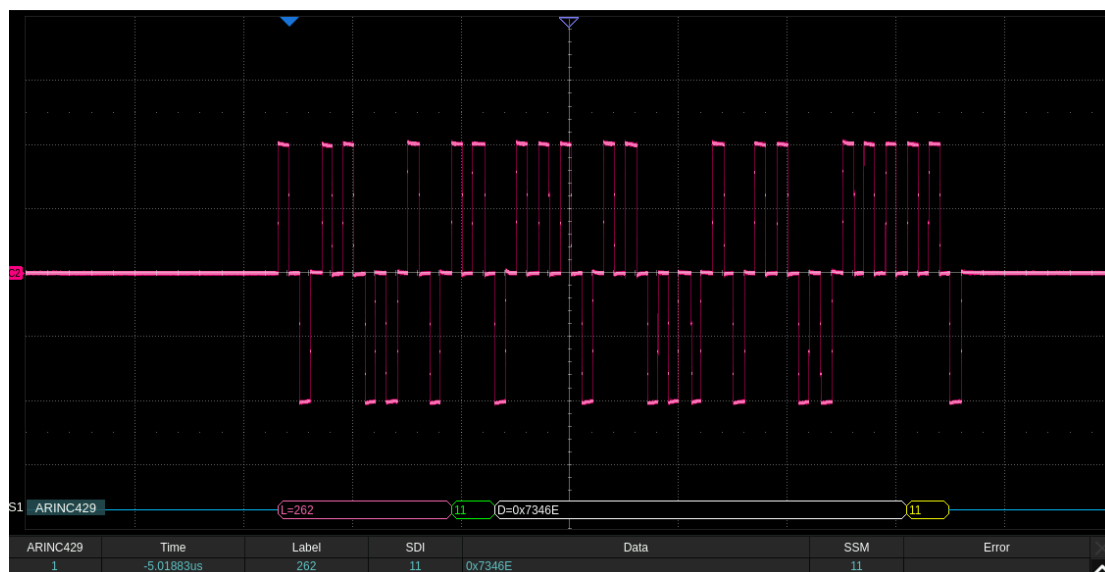 C2
S1 ARINC429 L=262 11 D=0x7346E 11
ARINC429 Time Label SDI Data SSM Error
1 -5.01883us 262 11 0x7346E 11